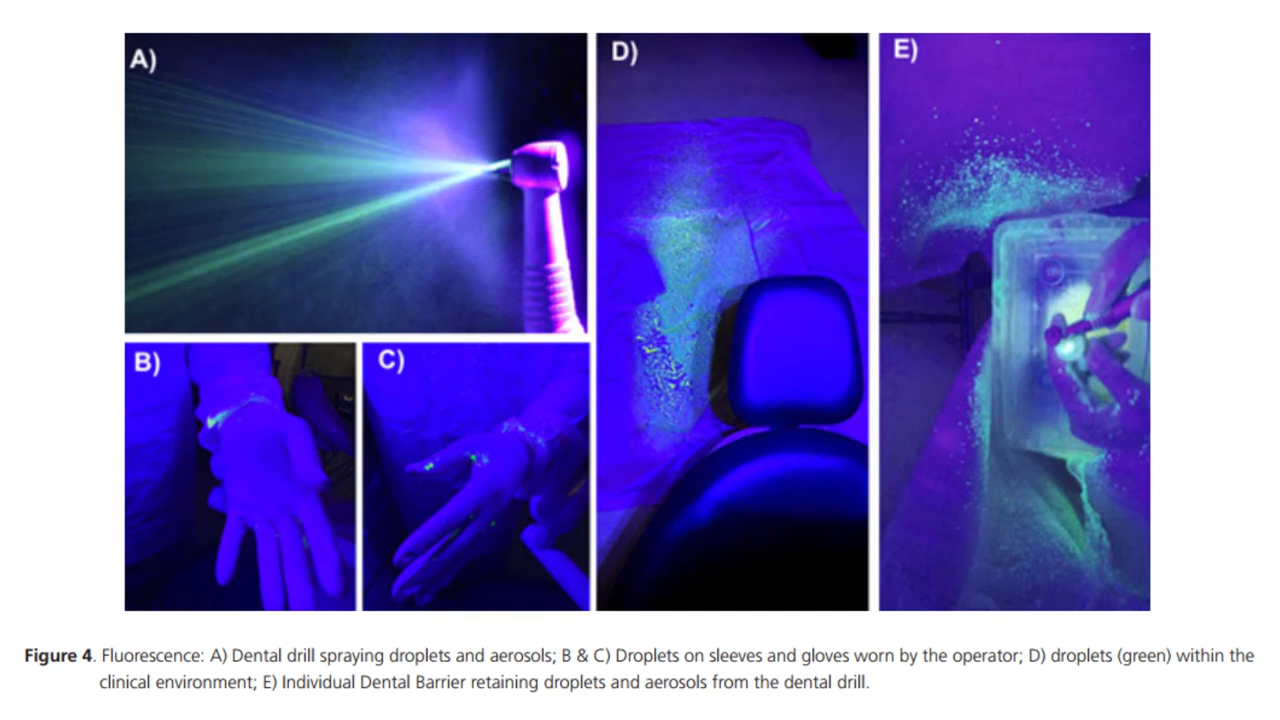 A)
D)
E)
B)
C)
Figure 4. Fluorescence: A) Dental drill spraying droplets and aerosols; B & C) Droplets on sleeves and gloves worn by the operator; D) droplets (green) within the
clinical environment; E) Individual Dental Barrier retaining droplets and aerosols from the dental drill.